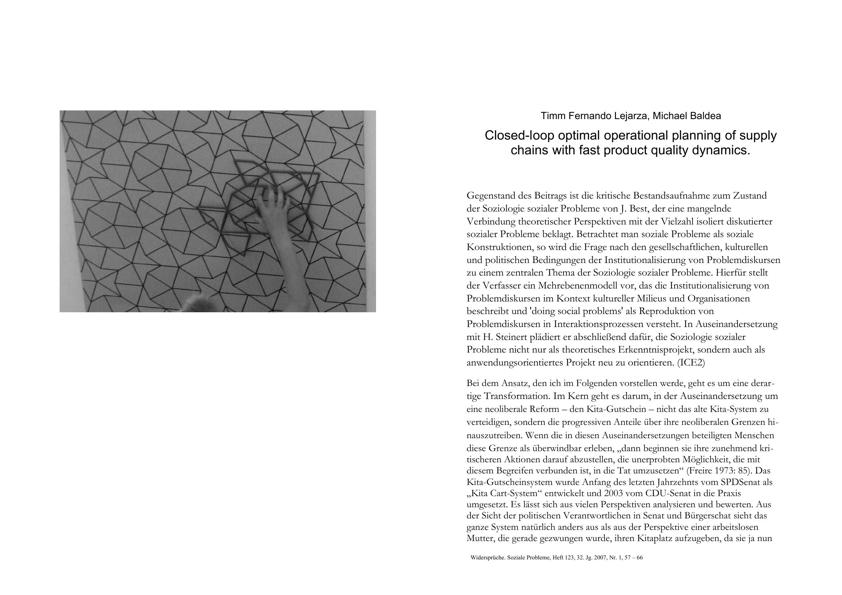 Timm Fernando Lejarza, Michael Baldea
Closed-loop optimal operational planning of supply
chains with fast product quality dynamics.
Gegenstand des Beitrags ist die kritische Bestandsaufnahme zum Zustand
der Soziologie sozialer Probleme von J. Best, der eine mangelnde
Verbindung theoretischer Perspektiven mit der Vielzahl isoliert diskutierter
sozialer Probleme beklagt. Betrachtet man soziale Probleme als soziale
Konstruktionen, so wird die Frage nach den gesellschaftlichen, kulturellen
und politischen Bedingungen der Institutionalisierung von Problemdiskursen
zu einem zentralen Thema der Soziologie sozialer Probleme. Hierfür stellt
der Verfasser ein Mehrebenenmodell vor, das die Institutionalisierung von
Problemdiskursen im Kontext kultureller Milieus und Organisationen
beschreibt und 'doing social problems' als Reproduktion von
Problemdiskursen in Interaktionsprozessen versteht. In Auseinandersetzung
mit H. Steinert plädiert er abschließend dafür, die Soziologie sozialer
Probleme nicht nur als theoretisches Erkenntnisprojekt, sondern auch als
anwendungsorientiertes Projekt neu zu orientieren. (ICE2)
Bei dem Ansatz, den ich im Folgenden vorstellen werde, geht es um eine derar-
tige Transformation. Im Kern geht es darum, in der Auseinandersetzung um
eine neoliberale Reform – den Kita-Gutschein – nicht das alte Kita-System zu
verteidigen, sondern die progressiven Anteile über ihre neoliberalen Grenzen hi-
nauszutreiben. Wenn die in diesen Auseinandersetzungen beteiligten Menschen
diese Grenze als überwindbar erleben, „dann beginnen sie ihre zunehmend kri-
tischeren Aktionen darauf abzustellen, die unerprobten Möglichkeit, die mit
diesem Begreifen verbunden ist, in die Tat umzusetzen“ (Freire 1973: 85). Das
Kita-Gutscheinsystem wurde Anfang des letzten Jahrzehnts vom SPDSenat als
„Kita Cart-System“ entwickelt und 2003 vom CDU-Senat in die Praxis
umgesetzt. Es lässt sich aus vielen Perspektiven analysieren und bewerten. Aus
der Sicht der politischen Verantwortlichen in Senat und Bürgerschat sieht das
ganze System natürlich anders aus als aus der Perspektive einer arbeitslosen
Mutter, die gerade gezwungen wurde, ihren Kitaplatz aufzugeben, da sie ja nun
Widersprüche. Soziale Probleme, Heft 123, 32. Jg. 2007, Nr. 1, 57 – 66